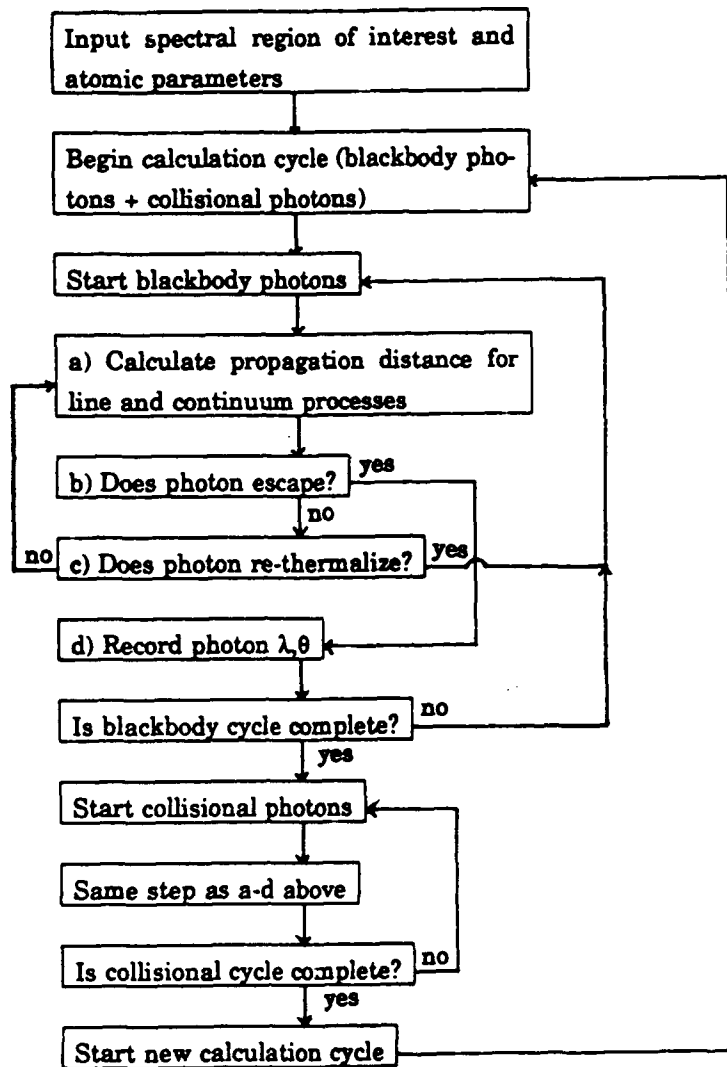 Input spectral region of interest and
atomic parameters
Begin calculation cycle (blackbody pho-
tons + collisional photons)
Start blackbody photons
a) Calculate propagation distance for
line and continuum processes
b) Does photon escape?
yes
no
no
c) Does photon re-thermalize?
yes
d) Record photon λ,θ
Is blackbody cycle complete?
no
yes
Start collisional photons
Same step as a-d above
Is collisional cycle complete?
no
yes
Start new calculation cycle